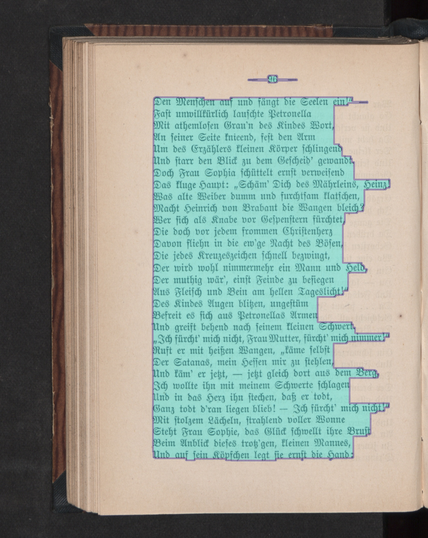 Den Menschen auf und fängt die Seelen ein!“ —
Fast unwillkürlich lauschte Petronella
Mit athemlosen Grau'n des Kindes Wort,
An seiner Seite knieend, fest den Arm
Um des Erzählers kleinen Körper schlingend
Und starr den Blick zu dem Gescheid' gewandt.
Doch Frau Sophia schüttelt ernst verweisend
Das kluge Haupt: „Schäm' Dich des Mährleins, Heinz!
Was alte Weiber dumm und furchtsam klatschen,
Macht Heinrich von Brabant die Wangen bleich?
Wer sich als Knabe vor Gespenstern fürchtet,
Die doch vor jedem frommen Christenherz
Davon fliehn in die ew'ge Nacht des Bösen,
Die jedes Kreuzeszeichen schnell bezwingt,
Der wird wohl nimmermehr ein Mann und Held,
Der muthig wär', einst Feinde zu besiegen
Aus Fleisch und Bein am hellen Tageslicht!“
Des Kindes Augen blitzen, ungestüm
Befreit es sich aus Petronellas Armen
Und greift behend nach seinem kleinen Schwert.
„Ich fürcht' mich nicht, Frau Mutter, fürcht' mich nimmer“
Ruft er mit heißen Wangen, „käme selbst
Der Satanas, mein Hessen mir zu stehlen,
Und käm' er jetzt, — jetzt gleich dort aus dem Berg,
Ich wollte ihn mit meinem Schwerte schlagen
Und in das Herz ihn stechen, daß er todt,
Ganz todt d'ran liegen blieb! — Ich fürcht' mich nicht!“
Mit stolzem Lächeln, strahlend voller Wonne
Steht Frau Sophie, das Glück schwellt ihre Brust
Beim Anblick dieses trotz'gen, kleinen Mannes,
Und auf sein Köpfchen legt sie ernst die Hand: